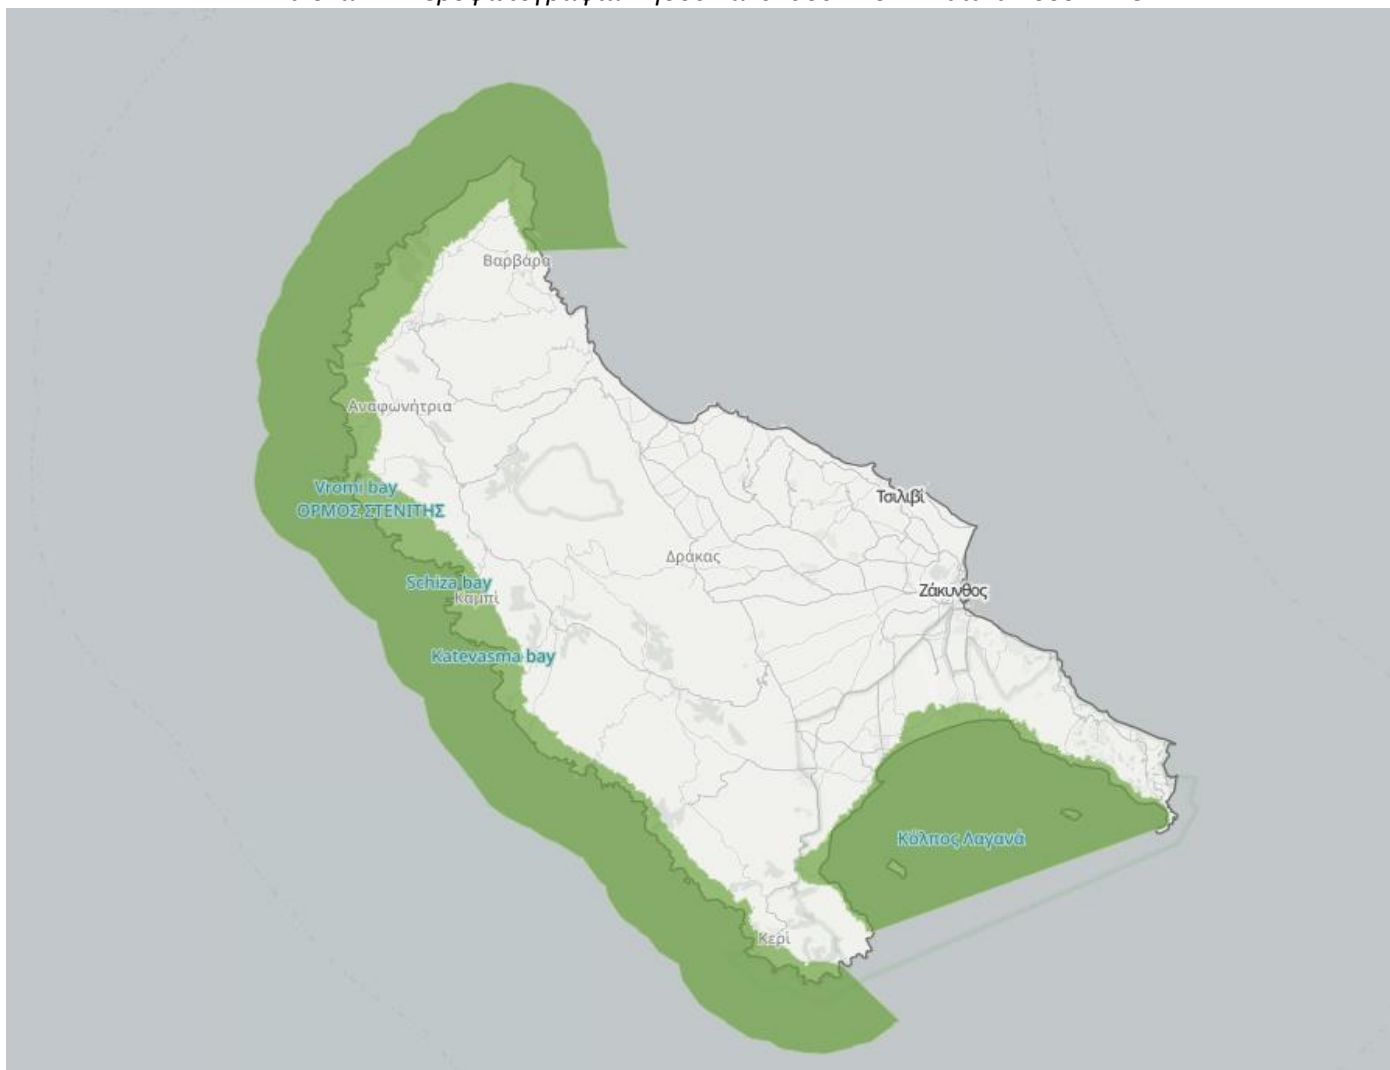 Βαρβάρα
Αναφωνήτρια
Vromi bay
ΟΡΜΟΣ ΣΤΕΝΙΤΗΣ
Τσιλιβί
Δράκας
Schiza bay
Καμπί
Ζάκυνθος
Katevasma bay
Κόλπος Λαγανά
Κερί